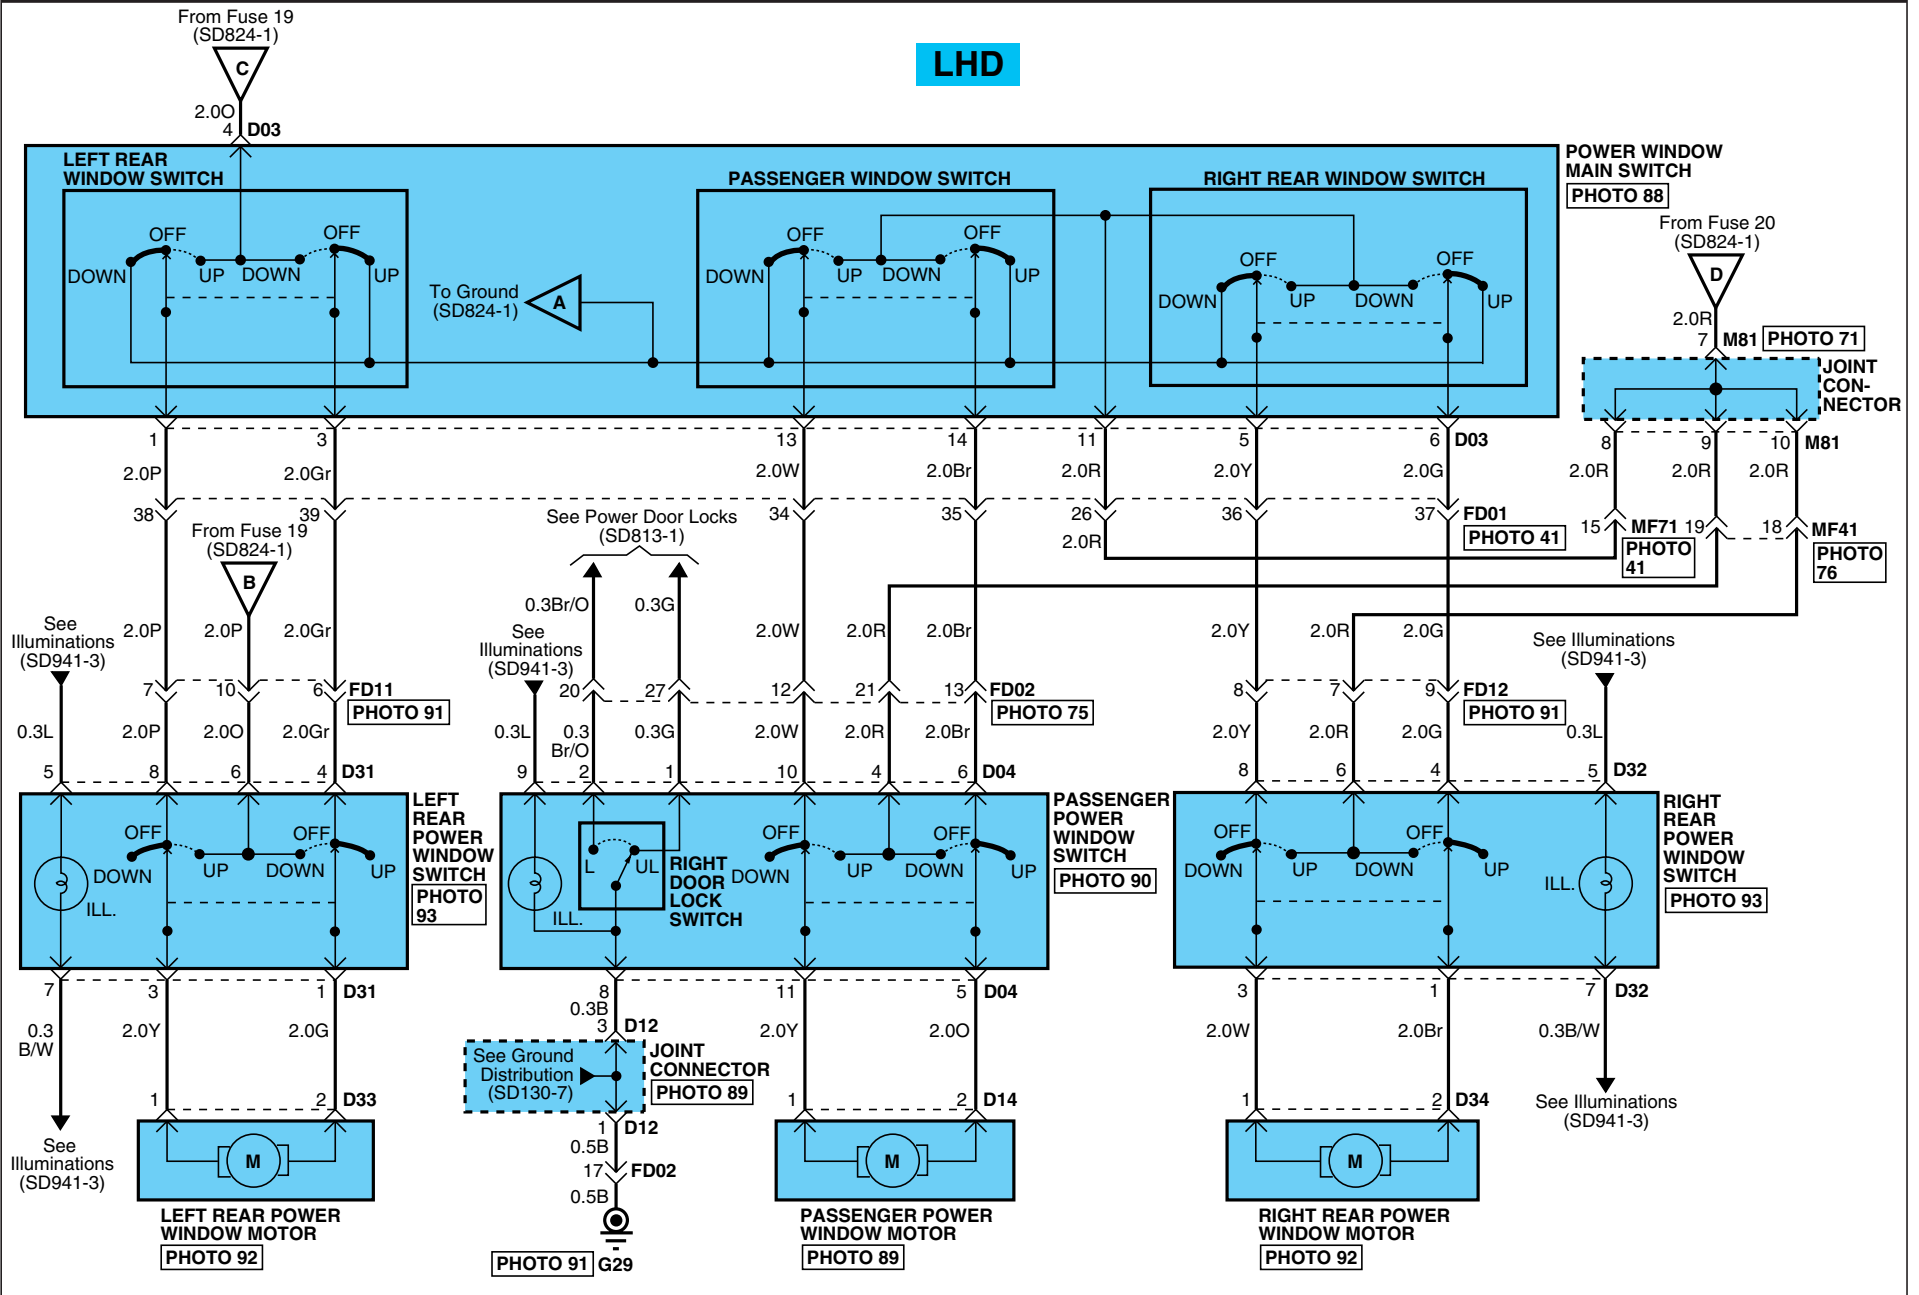 From Fuse 19
(SD824-1)
C
LHD
2.0O
4 D03
LEFT REAR
WINDOW SWITCH
PASSENGER WINDOW SWITCH
RIGHT REAR WINDOW SWITCH
POWER WINDOW
MAIN SWITCH
PHOTO 88
From Fuse 20
(SD824-1)
D
2.0R
7 M81 PHOTO 71
JOINT
CON-
NECTOR
OFF OFF
DOWN UP DOWN UP
To Ground
(SD824-1)
A
OFF OFF
DOWN UP DOWN UP
OFF OFF
DOWN UP DOWN UP
1 3 13 14 11 5 6 D03
8 9 10 M81
2.0P 2.0Gr 2.0W 2.0Br 2.0R 2.0Y 2.0G 2.0R 2.0R 2.0R
38 39 34 35 26 36 37 FD01
PHOTO 41
2.0R
15 MF71 19 18 MF41
PHOTO
41
PHOTO
76
From Fuse 19
(SD824-1)
B
See Power Door Locks
(SD813-1)
0.3Br/O 0.3G
See
Illuminations
(SD941-3)
2.0P 2.0P 2.0Gr
See
Illuminations
(SD941-3)
2.0W 2.0R 2.0Br
2.0Y 2.0R 2.0G
See Illuminations
(SD941-3)
7 10 6 FD11
PHOTO 91
20 27 12 21 13 FD02
PHOTO 75
8 7 9 FD12
PHOTO 91
0.3L 2.0P 2.0O 2.0Gr
0.3L 0.3
Br/O
0.3G 2.0W 2.0R 2.0Br
2.0Y 2.0R 2.0G 0.3L
5 8 6 4 D31
9 2 1 10 4 6 D04
8 6 4 5 D32
LEFT
REAR
POWER
WINDOW
SWITCH
PHOTO
93
OFF OFF
DOWN UP DOWN UP
ILL.
L UL
RIGHT
DOOR
LOCK
SWITCH
ILL.
OFF OFF
DOWN UP DOWN UP
PASSENGER
POWER
WINDOW
SWITCH
PHOTO 90
OFF OFF
DOWN UP DOWN UP
ILL.
RIGHT
REAR
POWER
WINDOW
SWITCH
PHOTO 93
7 3 1 D31
8 11 5 D04
3 1 7 D32
0.3
B/W
2.0Y 2.0G
0.3B
3 D12
2.0Y 2.0O
2.0W 2.0Br 0.3B/W
See Ground
Distribution
(SD130-7)
JOINT
CONNECTOR
PHOTO 89
1 D12
0.5B
17 FD02
0.5B
PHOTO 91 G29
1 2 D33
1 2 D14
1 2 D34
See
Illuminations
(SD941-3)
See Illuminations
(SD941-3)
M
M
M
LEFT REAR POWER
WINDOW MOTOR
PHOTO 92
PASSENGER POWER
WINDOW MOTOR
PHOTO 89
RIGHT REAR POWER
WINDOW MOTOR
PHOTO 92